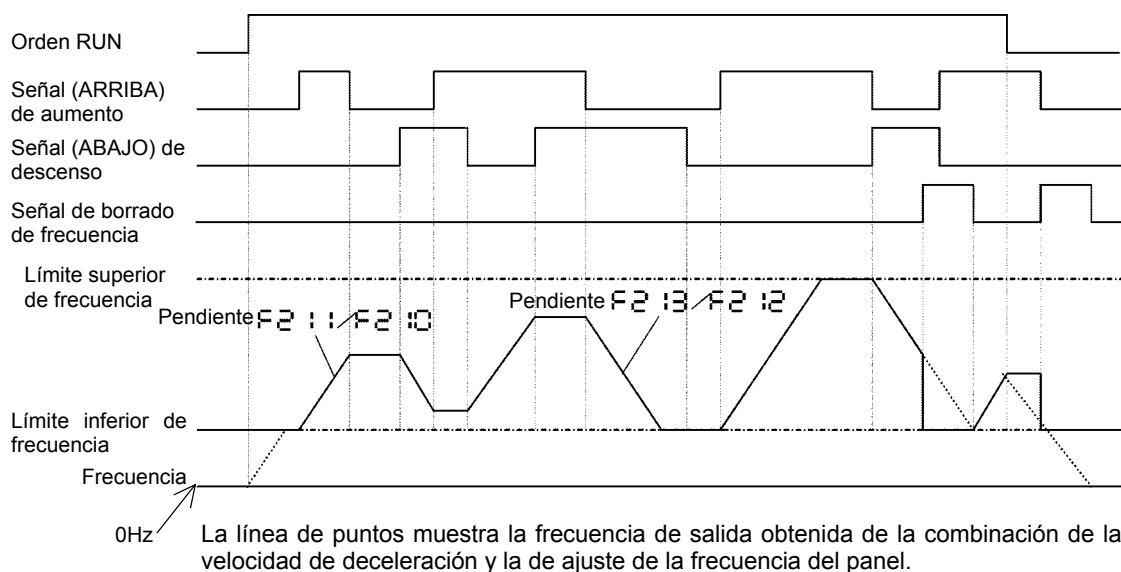 Orden RUN
Señal (ARRIBA)
de aumento
Señal (ABAJO) de
descenso
Señal de borrado
de frecuencia
Límite superior
de frecuencia
Pendiente F211/F210
Pendiente F213/F212
Límite inferior de
frecuencia
Frecuencia
0Hz
La línea de puntos muestra la frecuencia de salida obtenida de la combinación de la
velocidad de deceleración y la de ajuste de la frecuencia del panel.